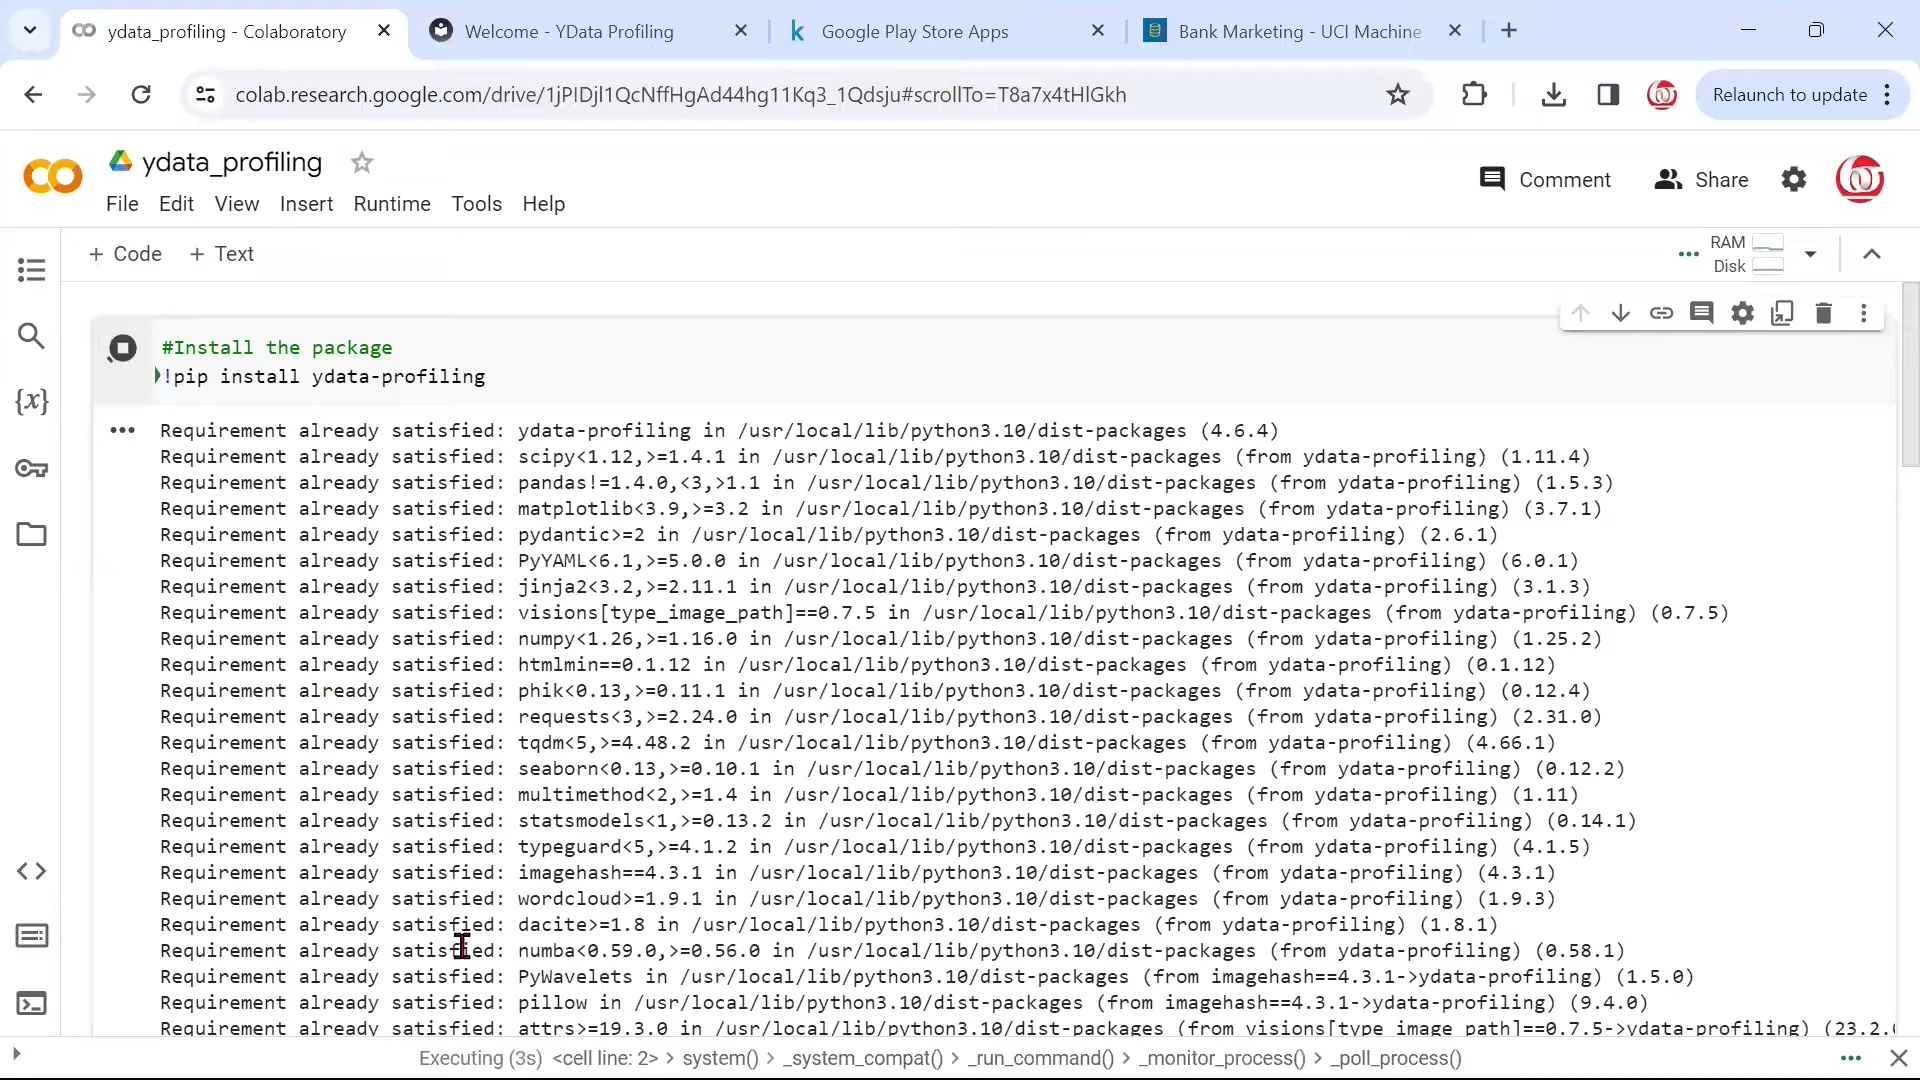 ydata_profiling - Colaboratory
Welcome - YData Profiling
Google Play Store Apps
Bank Marketing - UCI Machine
colab.research.google.com/drive/1jPIDjl1QcNffHgAd44hg11Kq3_1Qdsju#scrollTo=T8a7x4tHlGkh
Relaunch to update
ydata_profiling
Comment
Share
File Edit View Insert Runtime Tools Help
+ Code + Text
RAM
Disk
#Install the package
!pip install ydata-profiling
Requirement already satisfied: ydata-profiling in /usr/local/lib/python3.10/dist-packages (4.6.4)
Requirement already satisfied: scipy<1.12,>=1.4.1 in /usr/local/lib/python3.10/dist-packages (from ydata-profiling) (1.11.4)
Requirement already satisfied: pandas!=1.4.0,<3,>1.1 in /usr/local/lib/python3.10/dist-packages (from ydata-profiling) (1.5.3)
Requirement already satisfied: matplotlib<3.9,>=3.2 in /usr/local/lib/python3.10/dist-packages (from ydata-profiling) (3.7.1)
Requirement already satisfied: pydantic>=2 in /usr/local/lib/python3.10/dist-packages (from ydata-profiling) (2.6.1)
Requirement already satisfied: PyYAML<6.1,>=5.0.0 in /usr/local/lib/python3.10/dist-packages (from ydata-profiling) (6.0.1)
Requirement already satisfied: jinja2<3.2,>=2.11.1 in /usr/local/lib/python3.10/dist-packages (from ydata-profiling) (3.1.3)
Requirement already satisfied: visions[type_image_path]==0.7.5 in /usr/local/lib/python3.10/dist-packages (from ydata-profiling) (0.7.5)
Requirement already satisfied: numpy<1.26,>=1.16.0 in /usr/local/lib/python3.10/dist-packages (from ydata-profiling) (1.25.2)
Requirement already satisfied: htmlmin==0.1.12 in /usr/local/lib/python3.10/dist-packages (from ydata-profiling) (0.1.12)
Requirement already satisfied: phik<0.13,>=0.11.1 in /usr/local/lib/python3.10/dist-packages (from ydata-profiling) (0.12.4)
Requirement already satisfied: requests<3,>=2.24.0 in /usr/local/lib/python3.10/dist-packages (from ydata-profiling) (2.31.0)
Requirement already satisfied: tqdm<5,>=4.48.2 in /usr/local/lib/python3.10/dist-packages (from ydata-profiling) (4.66.1)
Requirement already satisfied: seaborn<0.13,>=0.10.1 in /usr/local/lib/python3.10/dist-packages (from ydata-profiling) (0.12.2)
Requirement already satisfied: multimethod<2,>=1.4 in /usr/local/lib/python3.10/dist-packages (from ydata-profiling) (1.11)
Requirement already satisfied: statsmodels<1,>=0.13.2 in /usr/local/lib/python3.10/dist-packages (from ydata-profiling) (0.14.1)
Requirement already satisfied: typeguard<5,>=4.1.2 in /usr/local/lib/python3.10/dist-packages (from ydata-profiling) (4.1.5)
Requirement already satisfied: imagehash==4.3.1 in /usr/local/lib/python3.10/dist-packages (from ydata-profiling) (4.3.1)
Requirement already satisfied: wordcloud>=1.9.1 in /usr/local/lib/python3.10/dist-packages (from ydata-profiling) (1.9.3)
Requirement already satisfied: dacite>=1.8 in /usr/local/lib/python3.10/dist-packages (from ydata-profiling) (1.8.1)
Requirement already satisfied: numba<0.59.0,>=0.56.0 in /usr/local/lib/python3.10/dist-packages (from ydata-profiling) (0.58.1)
Requirement already satisfied: PyWavelets in /usr/local/lib/python3.10/dist-packages (from imagehash==4.3.1->ydata-profiling) (1.5.0)
Requirement already satisfied: pillow in /usr/local/lib/python3.10/dist-packages (from imagehash==4.3.1->ydata-profiling) (9.4.0)
Requirement already satisfied: attrs>=19.3.0 in /usr/local/lib/python3.10/dist-packages (from visions[type_image_path]==0.7.5->ydata-profiling) (23.2.
Executing (3s) <cell line: 2> > system() > _system_compat() > _run_command() > _monitor_process() > _poll_process()